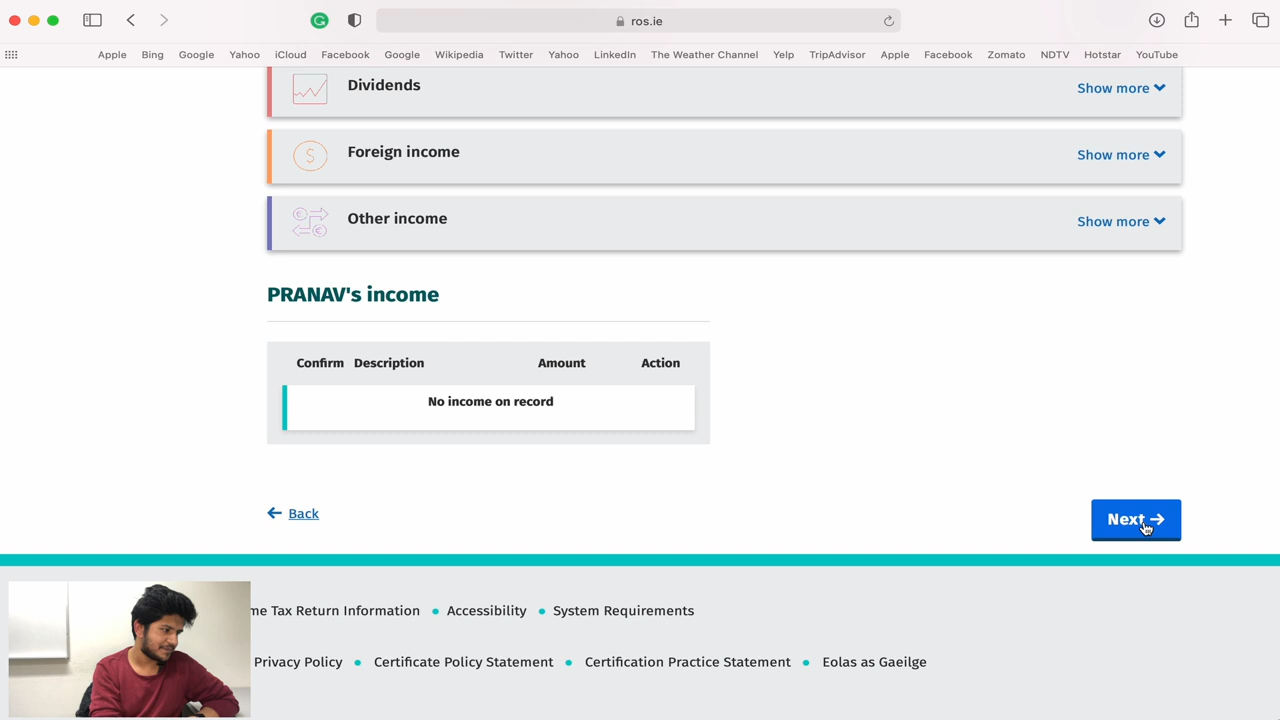 ros.ie
Apple Bing Google Yahoo iCloud Facebook Google Wikipedia Twitter Yahoo LinkedIn The Weather Channel Yelp TripAdvisor Apple Facebook Zomato NDTV Hotstar YouTube
Dividends Show more
Foreign income Show more
Other income Show more
PRANAV's income
Confirm Description Amount Action
No income on record
Back Next
me Tax Return Information • Accessibility • System Requirements
Privacy Policy • Certificate Policy Statement • Certification Practice Statement • Eolas as Gaeilge